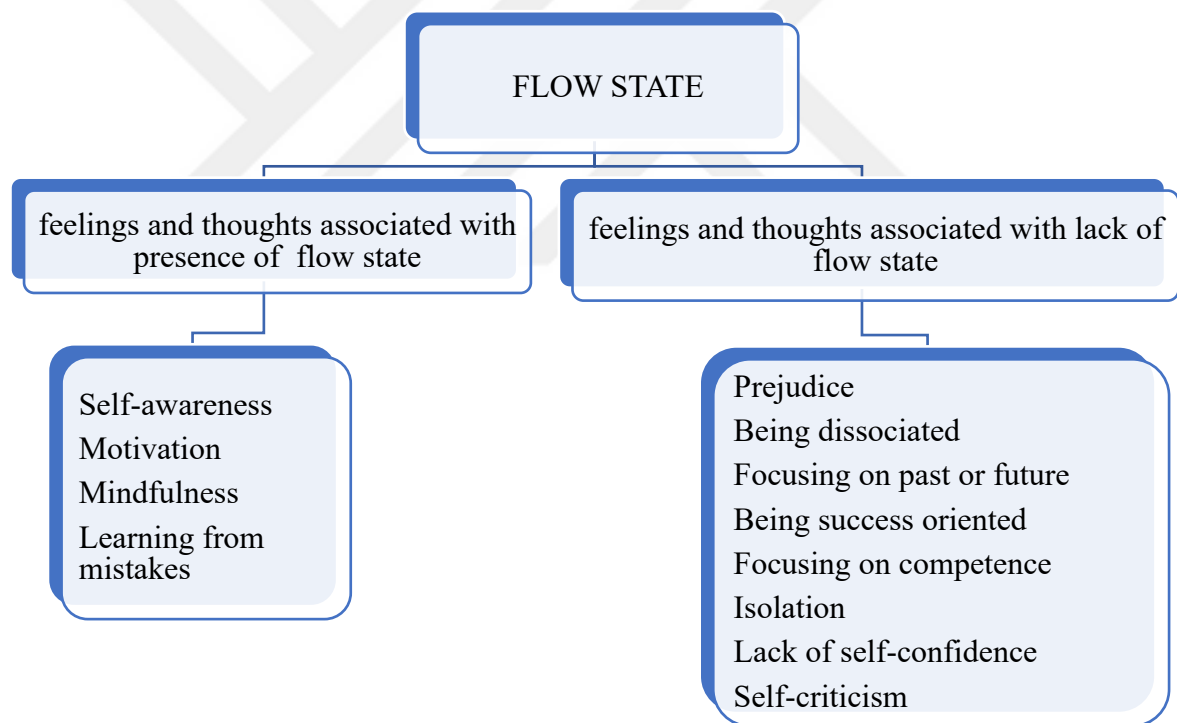 FLOW STATE
feelings and thoughts associated with
presence of flow state
feelings and thoughts associated with lack of
flow state
Self-awareness
Motivation
Mindfulness
Learning from
mistakes
Prejudice
Being dissociated
Focusing on past or future
Being success oriented
Focusing on competence
Isolation
Lack of self-confidence
Self-criticism